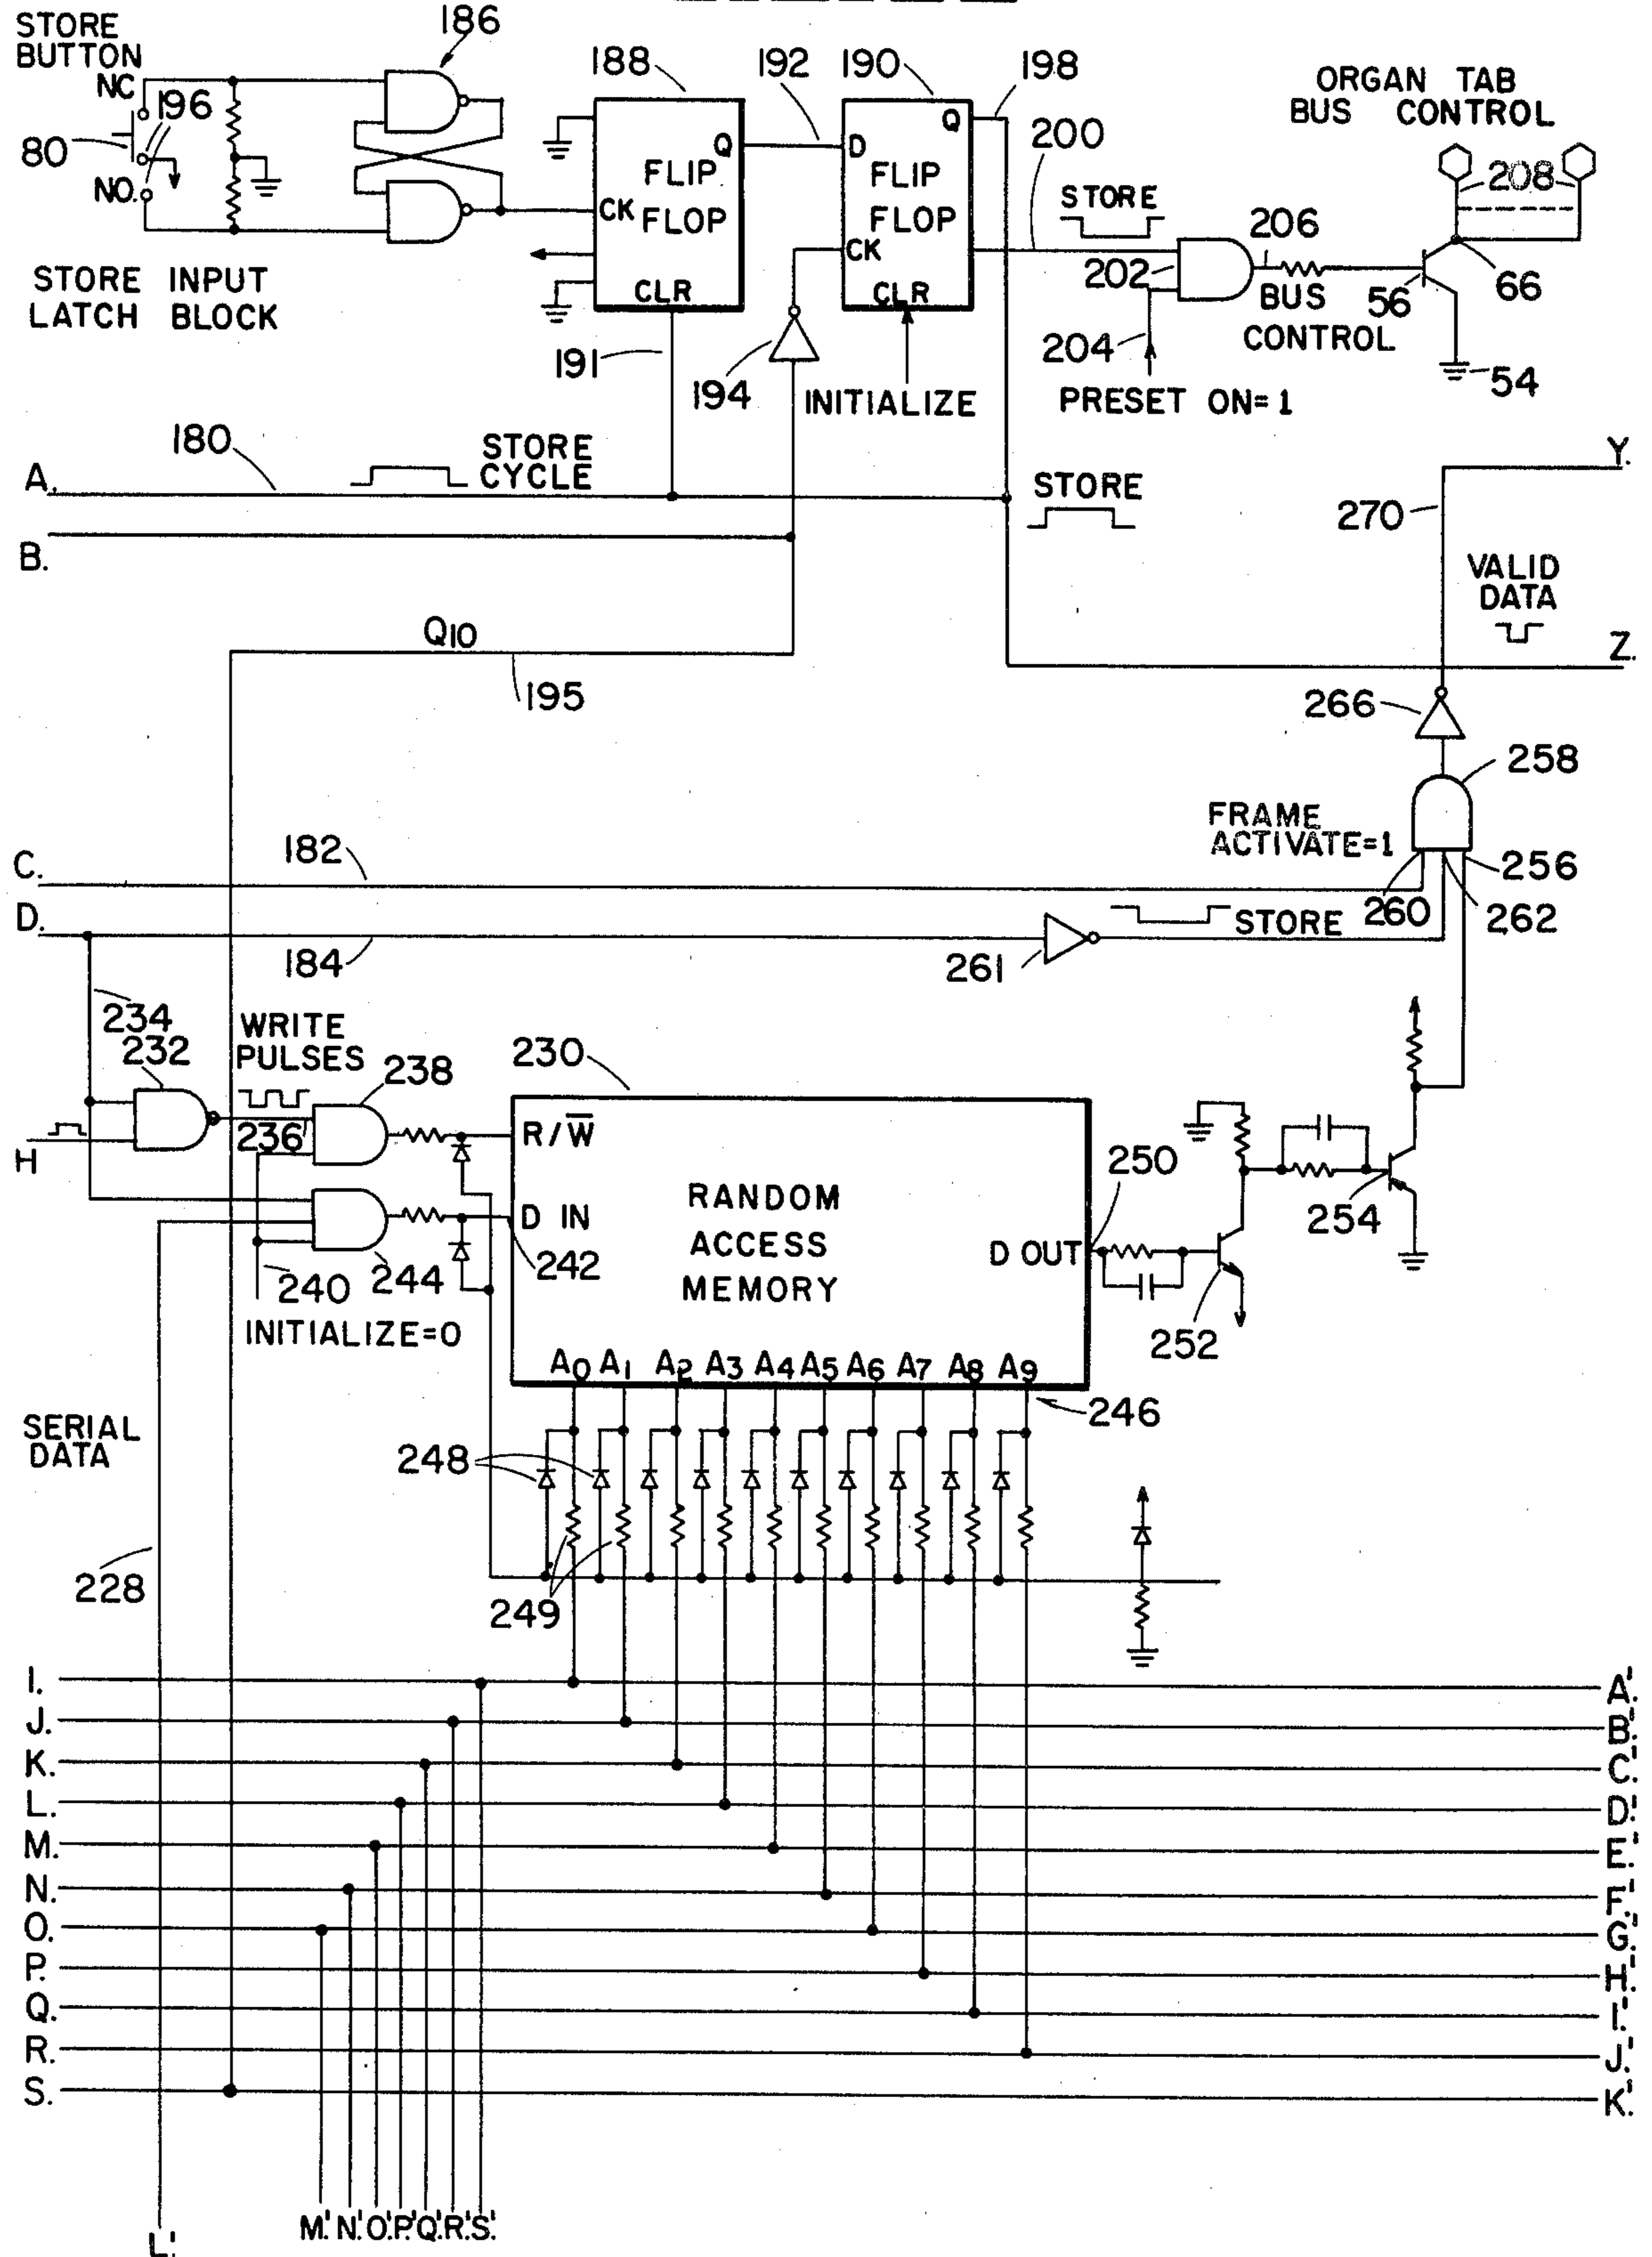 STORE
BUTTON
NC
196
80
NO.
186
188
192
190
198
200
ORGAN TAB
BUS CONTROL
208
Q
FLIP
FLOP
CK
CLR
D
Q
FLIP
FLOP
CK
CLR
STORE
202
206
BUS
CONTROL
56
66
204
54
PRESET ON=1
STORE INPUT
LATCH BLOCK
191
194
INITIALIZE
180
STORE
CYCLE
A.
B.
STORE
Y.
270
VALID
DATA
Z.
Q10
195
266
258
FRAME
ACTIVATE=1
256
C.
182
260
262
D.
184
261
STORE
234
232
WRITE
PULSES
238
230
236
H
R/W̅
RANDOM
ACCESS
MEMORY
D IN
242
D OUT
250
254
252
240
244
INITIALIZE=0
A0 A1 A2 A3 A4 A5 A6 A7 A8 A9
246
SERIAL
DATA
248
228
249
I. A'.
J. B'.
K. C'.
L. D'.
M. E'.
N. F'.
O. G'.
P. H'.
Q. I'.
R. J'.
S. K'.
L'. M'. N'. O'. P'. Q'. R'. S'.